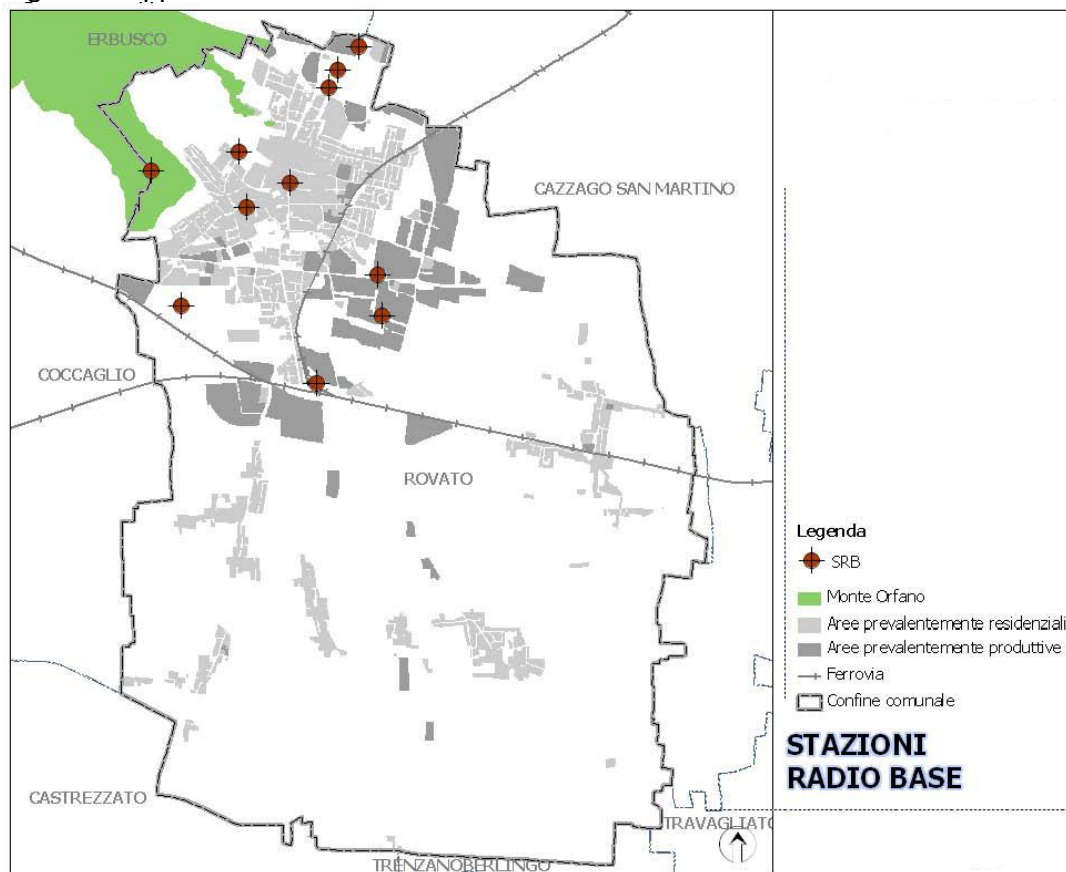 ERBUSCO
CAZZAGO SAN MARTINO
COCCAGLIO
ROVATO
CASTREZZATO
TRENZANO
BERLINGO
TRAVAGLIATO
Legenda
SRB
Monte Orfano
Aree prevalentemente residenziali
Aree prevalentemente produttive
Ferrovia
Confine comunale
STAZIONI
RADIO BASE